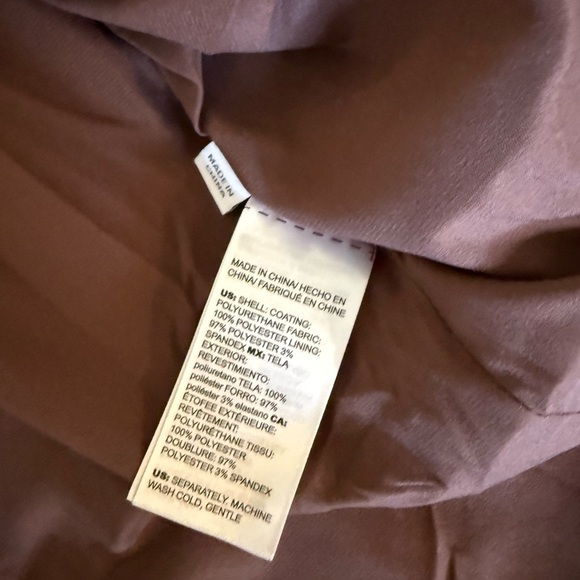 MADE IN
CHINA
MADE IN CHINA/ HECHO EN
CHINA/ FABRIQUÉ EN CHINE
US: SHELL: COATING:
POLYURETHANE FABRIC:
100% POLYESTER LINING:
97% POLYESTER 3%
SPANDEX MX: TELA
EXTERIOR:
REVESTIMIENTO:
poliuretano TELA: 100%
poliéster FORRO: 97%
poliéster 3% elastano CA:
ÉTOFEE EXTÉRIEURE:
REVÊTEMENT:
POLYURÉTHANE TISSU:
100% POLYESTER
DOUBLURE: 97%
POLYESTER 3% SPANDEX
US: SEPARATELY. MACHINE
WASH COLD, GENTLE